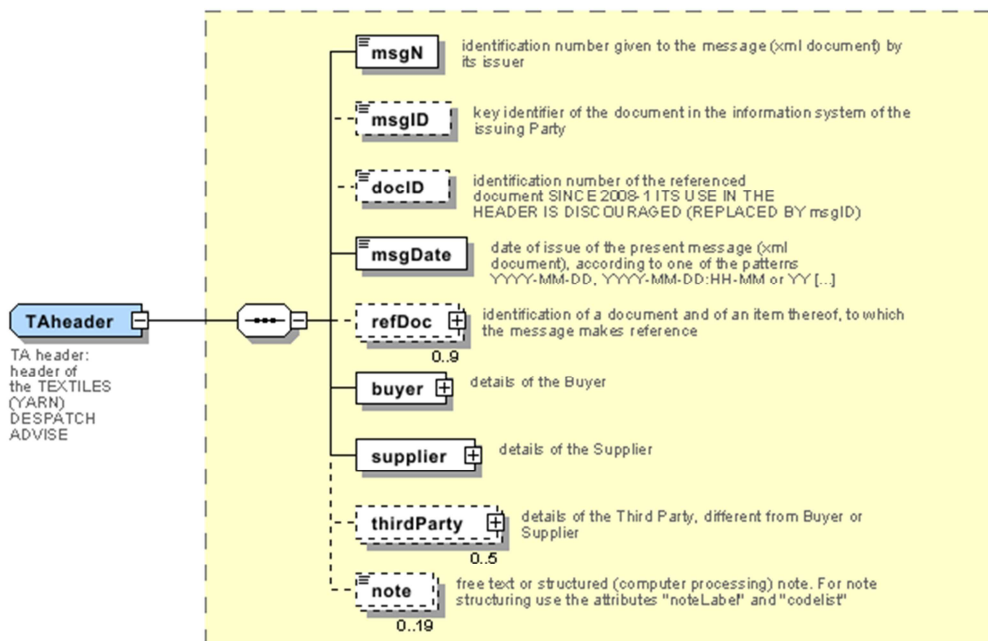 msgN
identification number given to the message (xml document) by
its issuer
msgID
key identifier of the document in the information system of the
issuing Party
docID
identification number of the referenced
document SINCE 2008-1 ITS USE IN THE
HEADER IS DISCOURAGED (REPLACED BY msgID)
msgDate
date of issue of the present message (xml
document), according to one of the patterns
YYYY-MM-DD, YYYY-MM-DD:HH-MM or YY [...]
TAheader
TA header:
header of
the TEXTILES
(YARN)
DESPATCH
ADVISE
refDoc
identification of a document and of an item thereof, to which
the message makes reference
0..9
buyer
details of the Buyer
supplier
details of the Supplier
thirdParty
details of the Third Party, different from Buyer or
Supplier
0..5
note
free text or structured (computer processing) note. For note
structuring use the attributes "noteLabel" and "codelist"
0..19